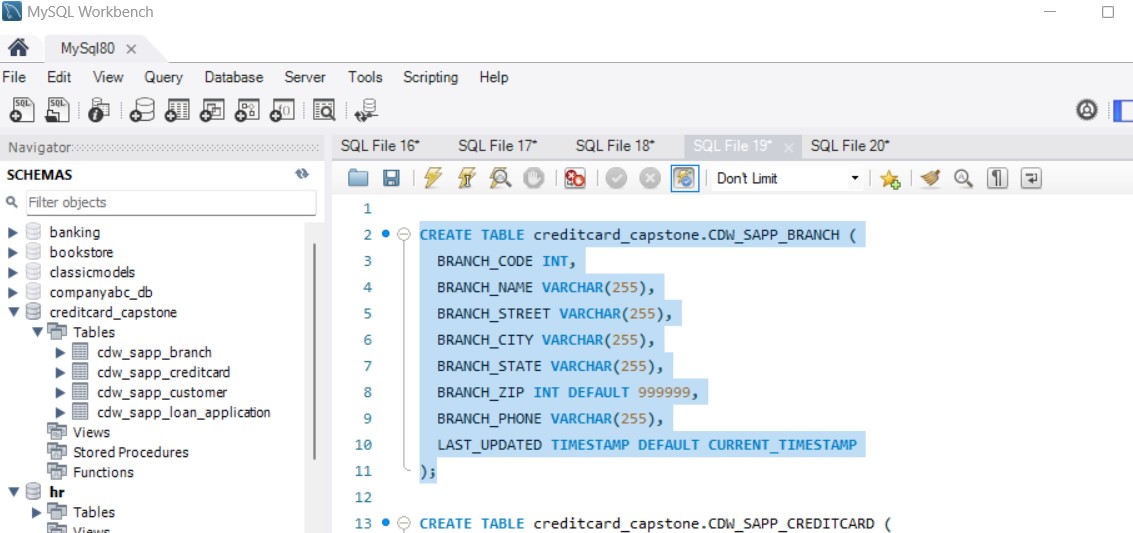 MySQL Workbench
MySql80
File Edit View Query Database Server Tools Scripting Help
SQL SQL
Navigator
SCHEMAS
Filter objects
banking
bookstore
classicmodels
companyabc_db
creditcard_capstone
Tables
cdw_sapp_branch
cdw_sapp_creditcard
cdw_sapp_customer
cdw_sapp_loan_application
Views
Stored Procedures
Functions
hr
Tables
Views
SQL File 16* SQL File 17* SQL File 18* SQL File 19* SQL File 20*
Don't Limit
1
2 CREATE TABLE creditcard_capstone.CDW_SAPP_BRANCH (
3 BRANCH_CODE INT,
4 BRANCH_NAME VARCHAR(255),
5 BRANCH_STREET VARCHAR(255),
6 BRANCH_CITY VARCHAR(255),
7 BRANCH_STATE VARCHAR(255),
8 BRANCH_ZIP INT DEFAULT 999999,
9 BRANCH_PHONE VARCHAR(255),
10 LAST_UPDATED TIMESTAMP DEFAULT CURRENT_TIMESTAMP
11 );
12
13 CREATE TABLE creditcard_capstone.CDW_SAPP_CREDITCARD (